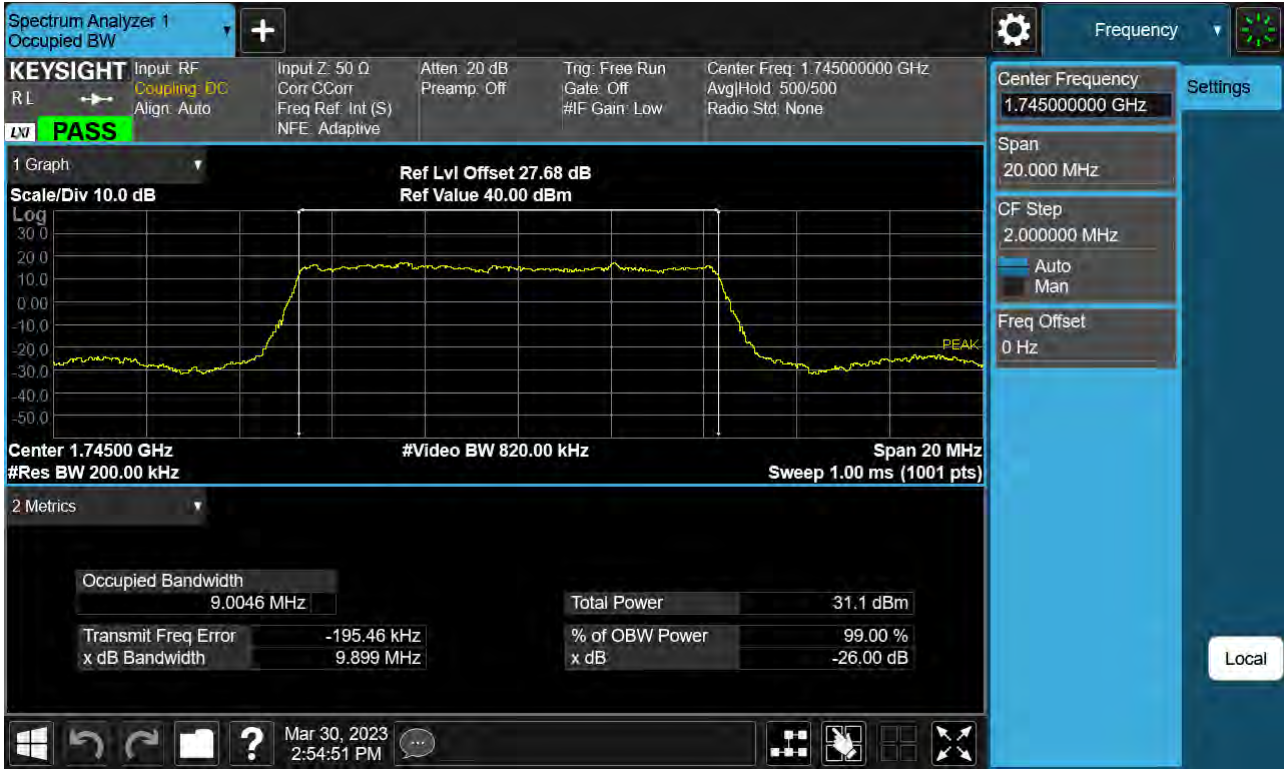 Spectrum Analyzer 1
Occupied BW
+
Frequency
KEYSIGHT
R L
LXI PASS
Input: RF
Coupling: DC
Align: Auto
Input Z: 50 Ω
Corr CCorr
Freq Ref: Int (S)
NFE: Adaptive
Atten: 20 dB
Preamp: Off
Trig: Free Run
Gate: Off
#IF Gain: Low
Center Freq: 1.745000000 GHz
Avg|Hold: 500/500
Radio Std: None
Center Frequency
1.745000000 GHz
Settings
Span
20.000 MHz
CF Step
2.000000 MHz
Auto
Man
Freq Offset
0 Hz
Local
1 Graph
Scale/Div 10.0 dB
Ref Lvl Offset 27.68 dB
Ref Value 40.00 dBm
Log
30.0
20.0
10.0
0.00
-10.0
-20.0
-30.0
-40.0
-50.0
PEAK
Center 1.74500 GHz
#Video BW 820.00 kHz
Span 20 MHz
#Res BW 200.00 kHz
Sweep 1.00 ms (1001 pts)
2 Metrics
Occupied Bandwidth
9.0046 MHz
Total Power 31.1 dBm
Transmit Freq Error -195.46 kHz
% of OBW Power 99.00 %
x dB Bandwidth 9.899 MHz
x dB -26.00 dB
?
Mar 30, 2023
2:54:51 PM